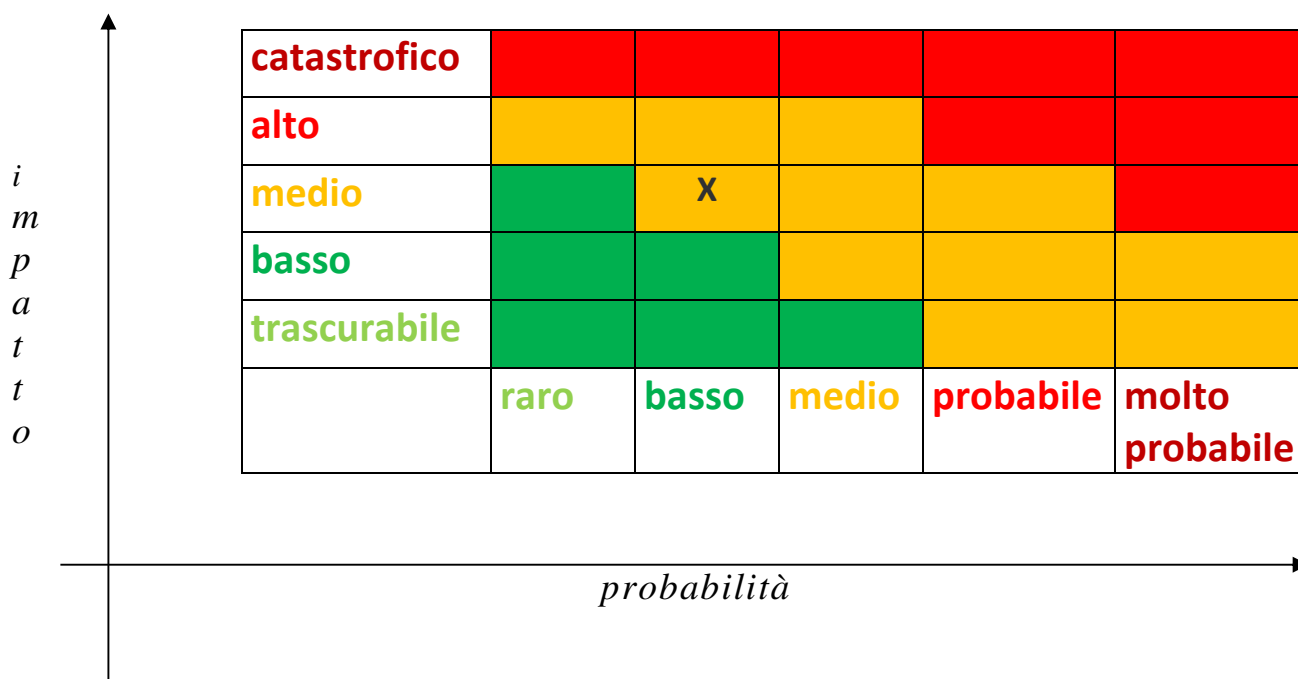 catastrofico
alto
medio X
basso
trascurabile
raro basso medio probabile molto
probabile
i
m
p
a
t
t
o
probabilità